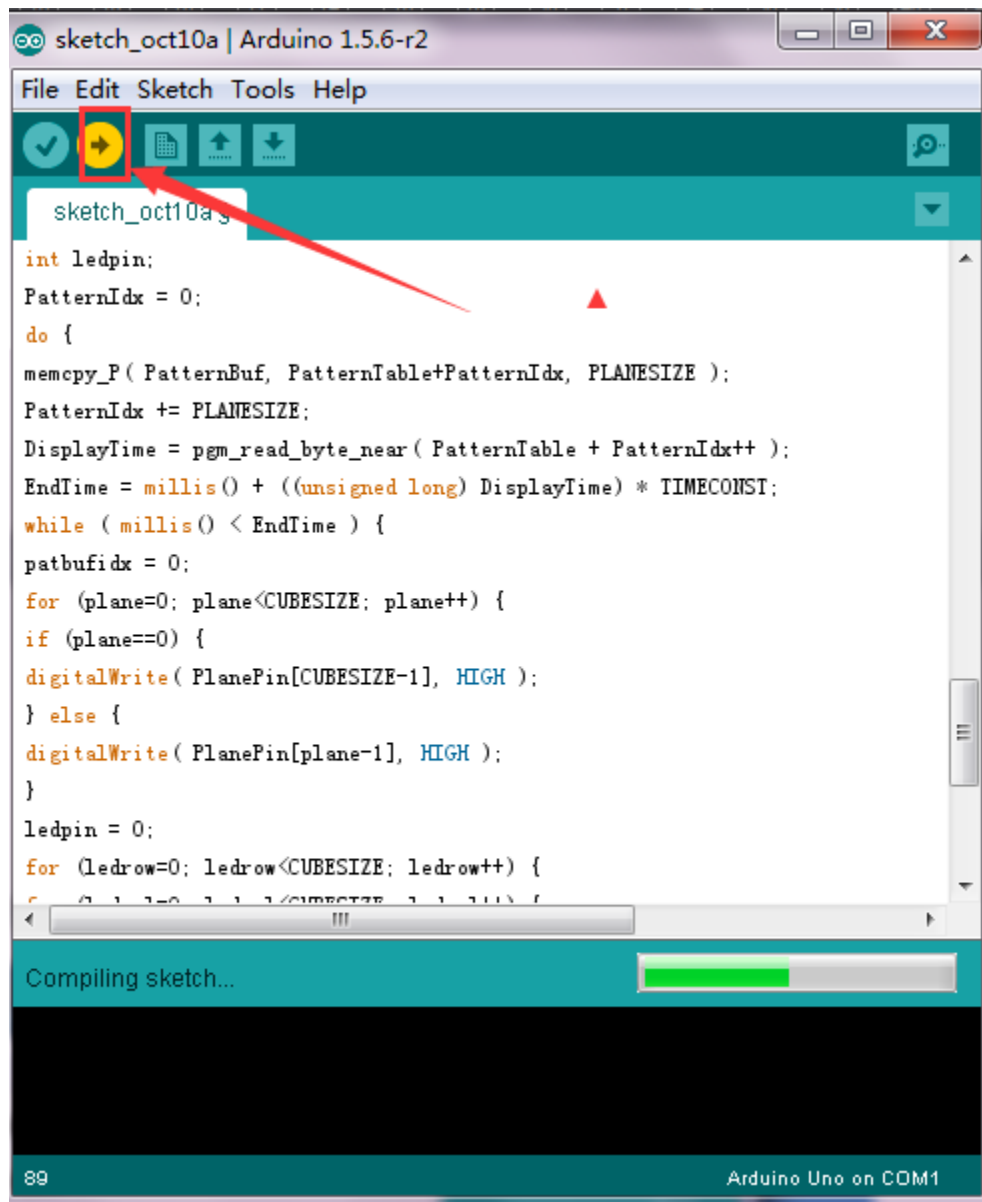 sketch_oct10a | Arduino 1.5.6-r2
File Edit Sketch Tools Help
sketch_oct10a
int ledpin;
PatternIdx = 0;
do {
memcpy_P( PatternBuf, PatternTable+PatternIdx, PLANESIZE );
PatternIdx += PLANESIZE;
DisplayTime = pgm_read_byte_near( PatternTable + PatternIdx++ );
EndTime = millis() + ((unsigned long) DisplayTime) * TIMECONST;
while ( millis() < EndTime ) {
patbufidx = 0;
for (plane=0; plane<CUBESIZE; plane++) {
if (plane==0) {
digitalWrite( PlanePin[CUBESIZE-1], HIGH );
} else {
digitalWrite( PlanePin[plane-1], HIGH );
}
ledpin = 0;
for (ledrow=0; ledrow<CUBESIZE; ledrow++) {
Compiling sketch...
89
Arduino Uno on COM1